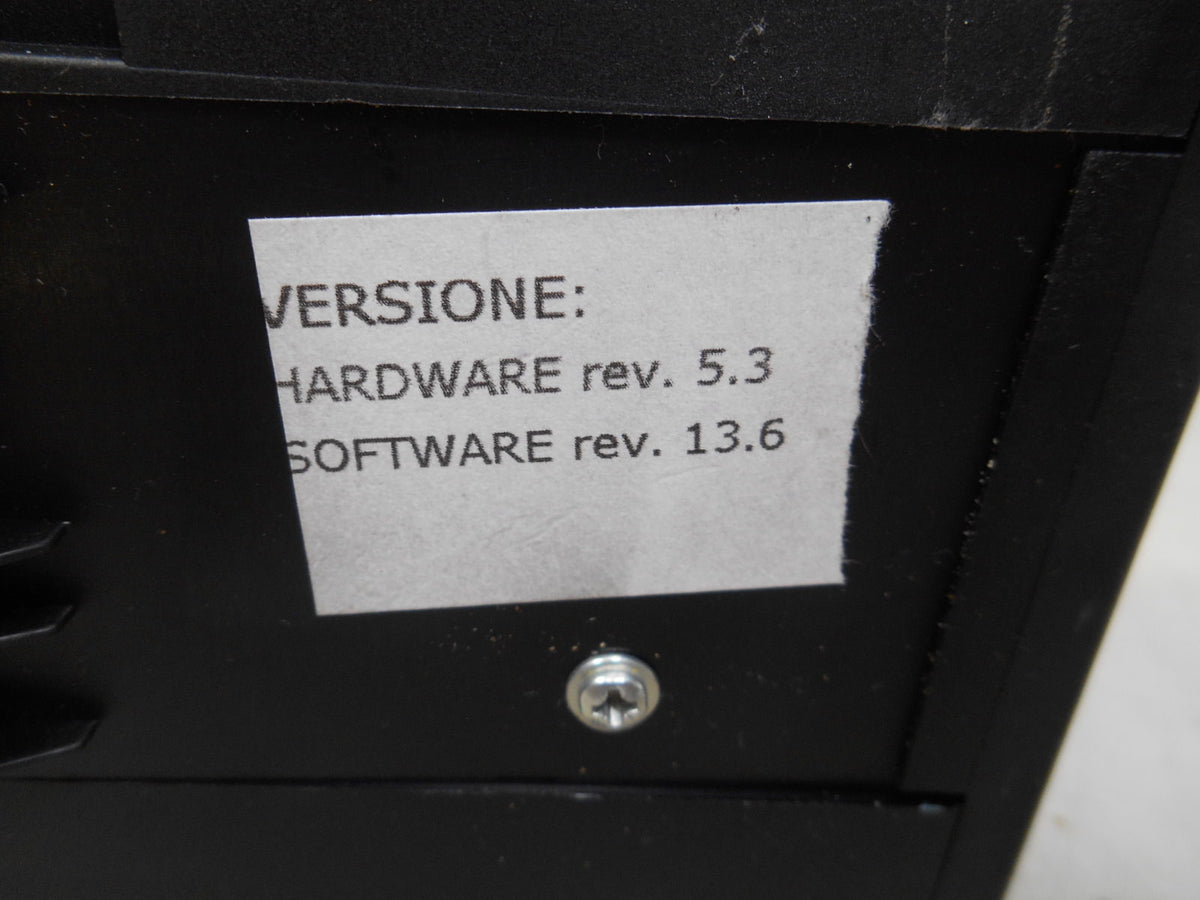 VERSIONE:
HARDWARE rev. 5.3
SOFTWARE rev. 13.6